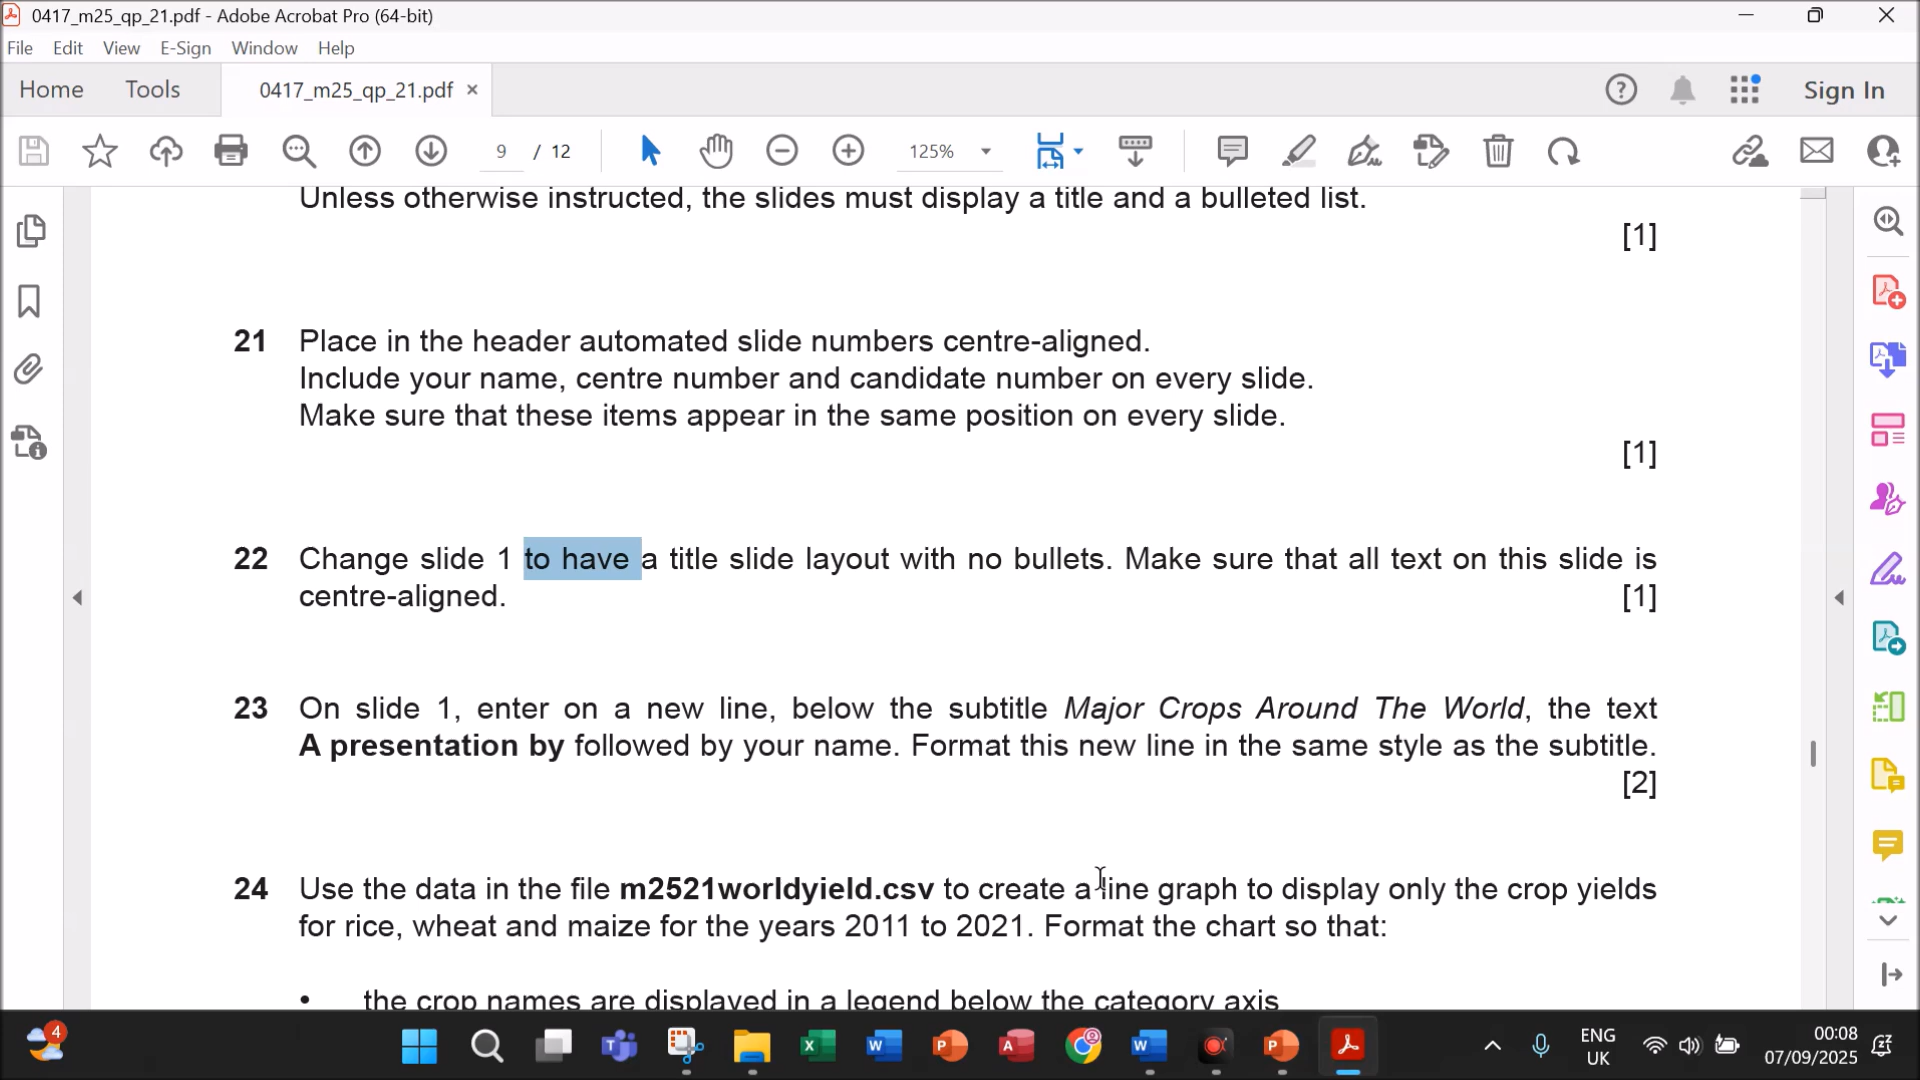 0417_m25_qp_21.pdf - Adobe Acrobat Pro (64-bit)
File Edit View E-Sign Window Help
Home Tools 0417_m25_qp_21.pdf × Sign In
9 / 12 125%
Unless otherwise instructed, the slides must display a title and a bulleted list.
[1]
21 Place in the header automated slide numbers centre-aligned.
Include your name, centre number and candidate number on every slide.
Make sure that these items appear in the same position on every slide.
[1]
22 Change slide 1 to have a title slide layout with no bullets. Make sure that all text on this slide is
centre-aligned. [1]
23 On slide 1, enter on a new line, below the subtitle Major Crops Around The World, the text
A presentation by followed by your name. Format this new line in the same style as the subtitle.
[2]
24 Use the data in the file m2521worldyield.csv to create a line graph to display only the crop yields
for rice, wheat and maize for the years 2011 to 2021. Format the chart so that:
• the crop names are displayed in a legend below the category axis
4
ENG
UK
00:08
07/09/2025